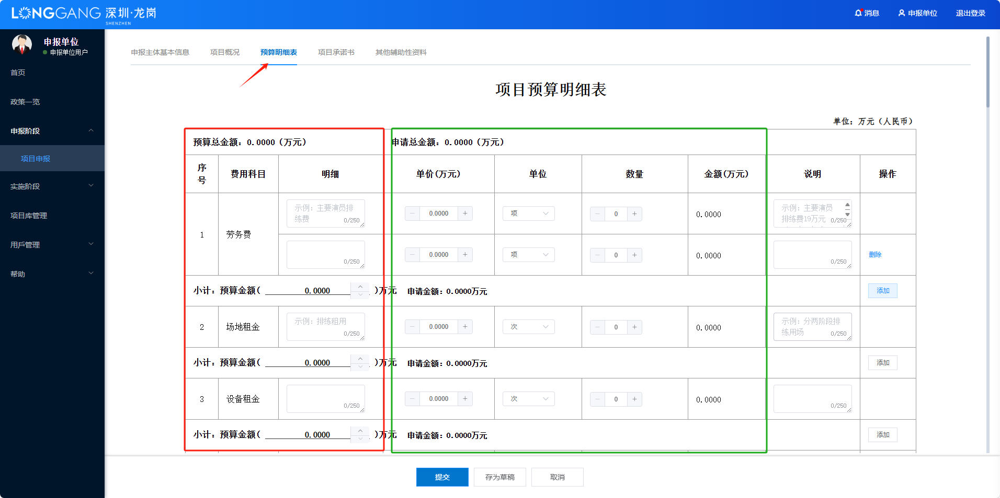 LONGGANG 深圳·龙岗
SHENZHEN
消息
申报单位
退出登录
申报单位
申报单位用户
首页
政策一览
申报阶段
项目申报
实施阶段
项目库管理
用戶管理
帮助
申报主体基本信息 项目概况 预算明细表 项目承诺书 其他辅助性资料
项目预算明细表
单位：万元（人民币）
预算总金额：0.0000（万元） 申请总金额：0.0000（万元）
序号 费用科目 明细 单价(万元) 单位 数量 金额(万元) 说明 操作
1 劳务费
示例：主要演员排练费 0/250 0.0000 项 0 0.0000 示例：主要演员排练费19万元 0/250
0/250 0.0000 项 0 0.0000 0/250 删除
小计：预算金额( 0.0000 )万元 申请金额：0.0000万元 添加
2 场地租金 示例：排练租用 0/250 0.0000 次 0 0.0000 示例：分两阶段排练用场 0/250
小计：预算金额( 0.0000 )万元 申请金额：0.0000万元 添加
3 设备租金 0/250 0.0000 次 0 0.0000 0/250
小计：预算金额( 0.0000 )万元 申请金额：0.0000万元 添加
提交 存为草稿 取消